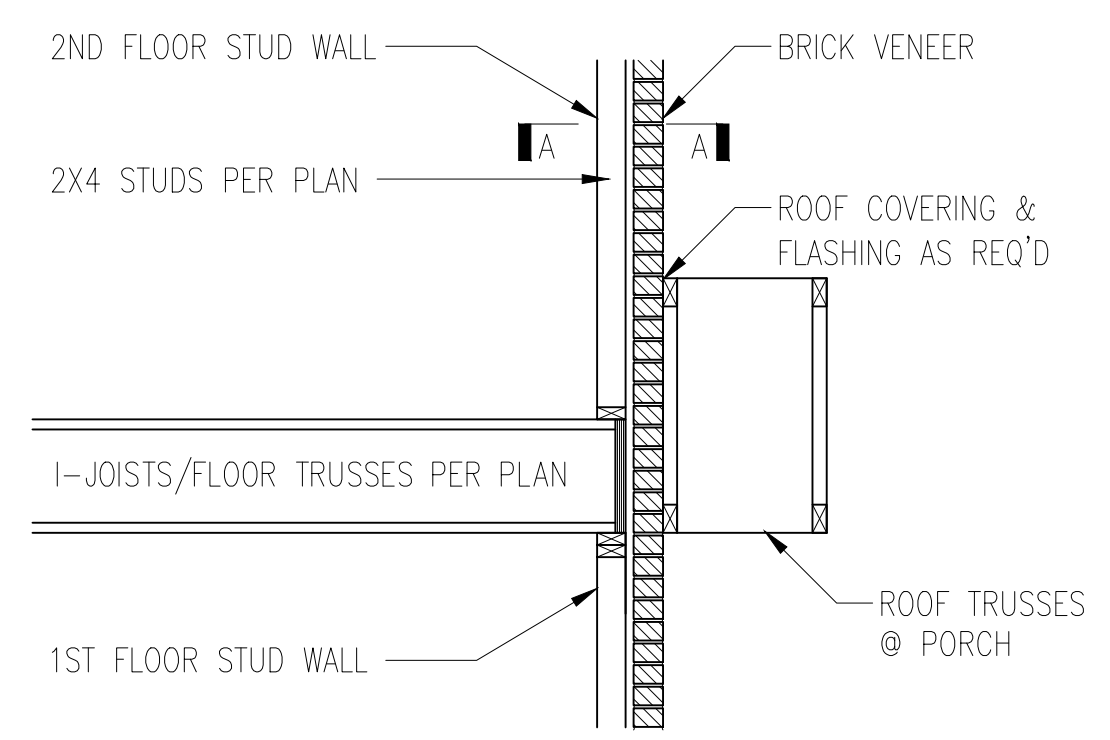 2ND FLOOR STUD WALL
BRICK VENEER
A
A
2X4 STUDS PER PLAN
ROOF COVERING &
FLASHING AS REQ'D
I-JOISTS/FLOOR TRUSSES PER PLAN
ROOF TRUSSES
@ PORCH
1ST FLOOR STUD WALL